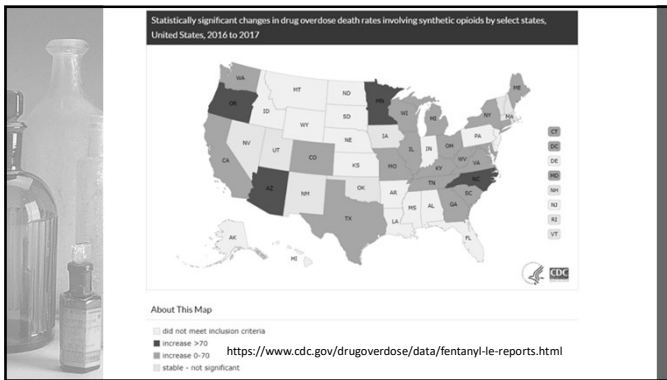 Statistically significant changes in drug overdose death rates involving synthetic opioids by select states,
United States, 2016 to 2017
WA
MT
ND
MN
ME
OR
ID
SD
WI
MI
NY
MA
WY
IA
PA
NV
NE
IL
IN
OH
CA
UT
CO
KS
MO
KY
WV
VA
AZ
NM
OK
AR
TN
NC
SC
TX
MS
AL
GA
LA
FL
AK
HI
CT
DC
DE
MD
NH
NJ
RI
VT
CDC
About This Map
did not meet inclusion criteria
increase >70
increase 0-70
stable - not significant
https://www.cdc.gov/drugoverdose/data/fentanyl-le-reports.html